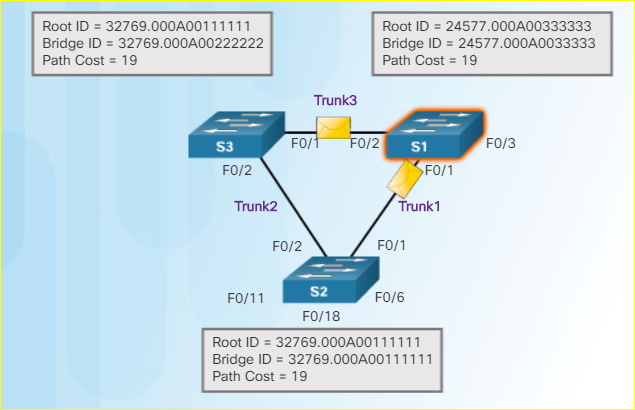 Root ID = 32769.000A00111111
Bridge ID = 32769.000A00222222
Path Cost = 19
Root ID = 24577.000A00333333
Bridge ID = 24577.000A0033333
Path Cost = 19
Trunk3
S3
F0/1
F0/2
S1
F0/3
F0/2
F0/1
Trunk2
Trunk1
F0/2
F0/1
S2
F0/11
F0/6
F0/18
Root ID = 32769.000A00111111
Bridge ID = 32769.000A00111111
Path Cost = 19